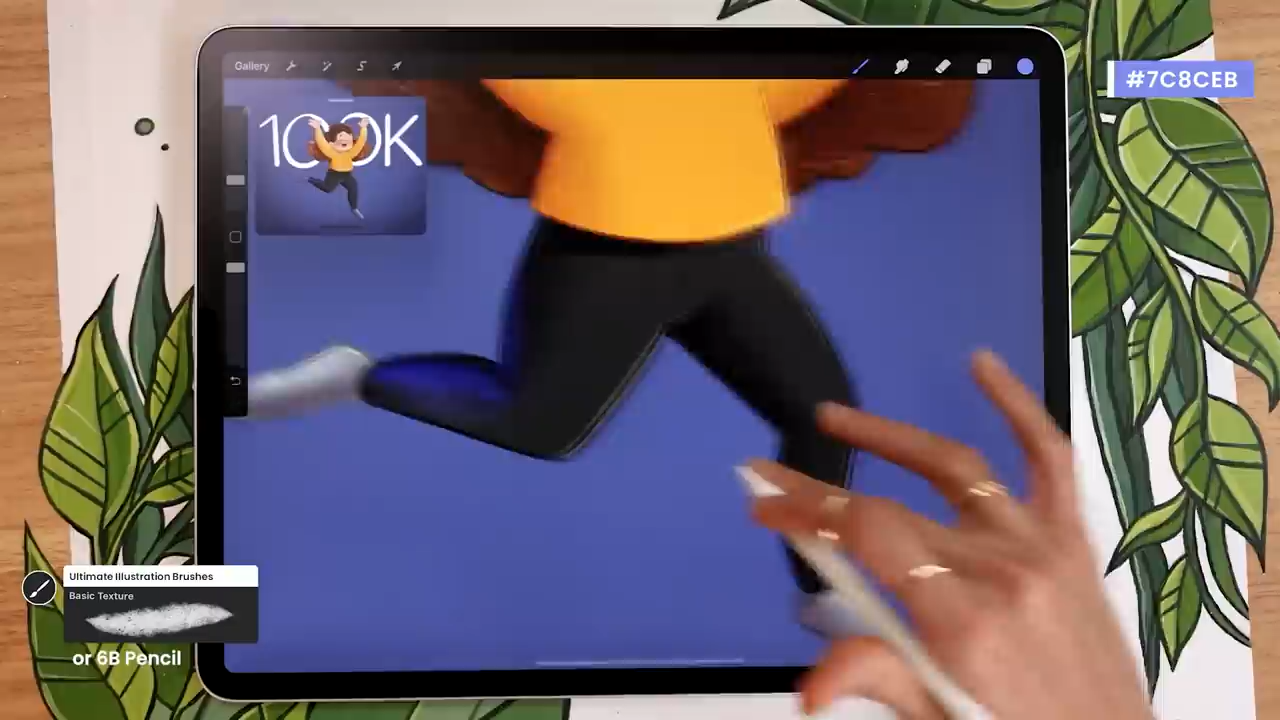 Gallery
#7C8CEB
100K
Ultimate Illustration Brushes
Basic Texture
or 6B Pencil